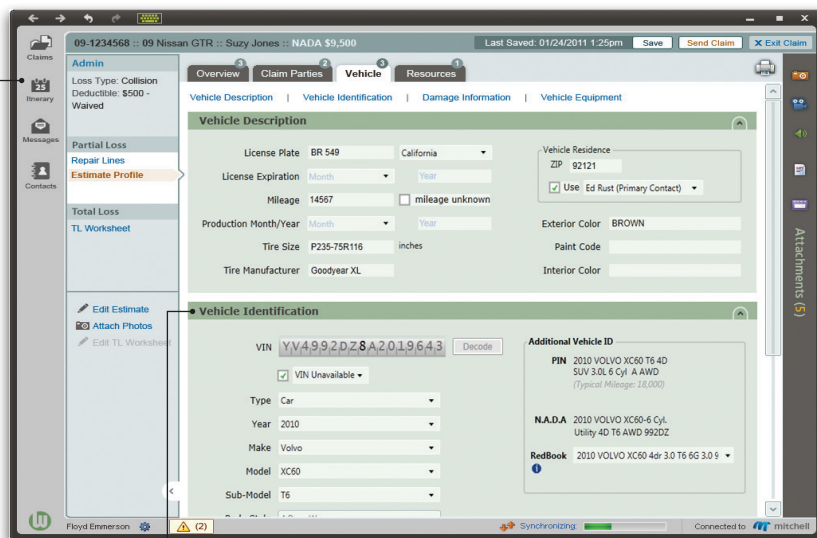 09-1234568 :: 09 Nissan GTR :: Suzy Jones :: NADA $9,500
Last Saved: 01/24/2011 1:25pm
Save
Send Claim
X Exit Claim
Claims
25
Itinerary
Messages
Contacts
Admin
Loss Type: Collision
Deductible: $500 -
Waived
Partial Loss
Repair Lines
Estimate Profile
Total Loss
TL Worksheet
Edit Estimate
Attach Photos
Edit TL Worksheet
Overview 3
Claim Parties 2
Vehicle 3
Resources 1
Vehicle Description | Vehicle Identification | Damage Information | Vehicle Equipment
Vehicle Description
License Plate BR 549 California
License Expiration Month Year
Mileage 14567 mileage unknown
Production Month/Year Month Year
Tire Size P235-75R116 inches
Tire Manufacturer Goodyear XL
Vehicle Residence
ZIP 92121
Use Ed Rust (Primary Contact)
Exterior Color BROWN
Paint Code
Interior Color
Vehicle Identification
VIN YV4992DZ8A2019643 Decode
VIN Unavailable
Type Car
Year 2010
Make Volvo
Model XC60
Sub-Model T6
Additional Vehicle ID
PIN 2010 VOLVO XC60 T6 4D
SUV 3.0L 6 Cyl A AWD
(Typical Mileage: 18,000)
N.A.D.A 2010 VOLVO XC60-6 Cyl.
Utility 4D T6 AWD 992DZ
RedBook 2010 VOLVO XC60 4dr 3.0 T6 6G 3.0 9
Attachments (5)
Floyd Emmerson
(2)
Synchronizing:
Connected to mitchell